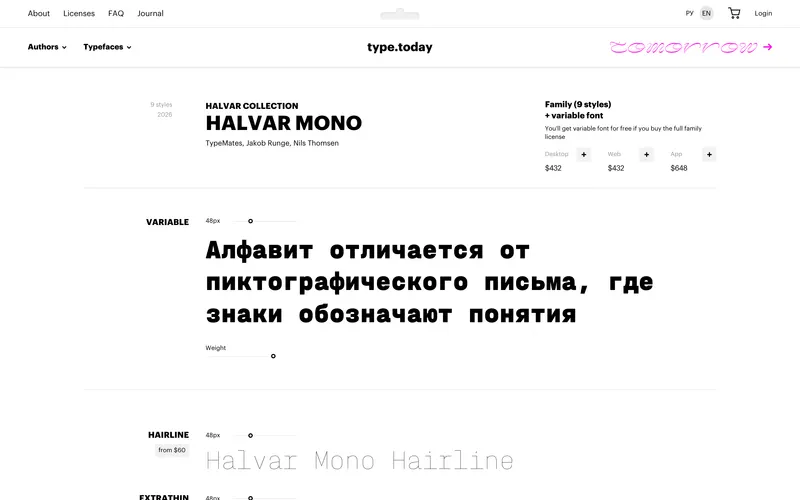 About Licenses FAQ Journal
РУ EN Login
Authors Typefaces type.today tomorrow →
9 styles
2026
HALVAR COLLECTION
HALVAR MONO
TypeMates, Jakob Runge, Nils Thomsen
Family (9 styles)
+ variable font
You'll get variable font for free if you buy the full family
license
Desktop + Web + App +
$432 $432 $648
VARIABLE 48px
Алфавит отличается от
пиктографического письма, где
знаки обозначают понятия
Weight
HAIRLINE 48px
from $60
Halvar Mono Hairline
EXTRATHIN 48px